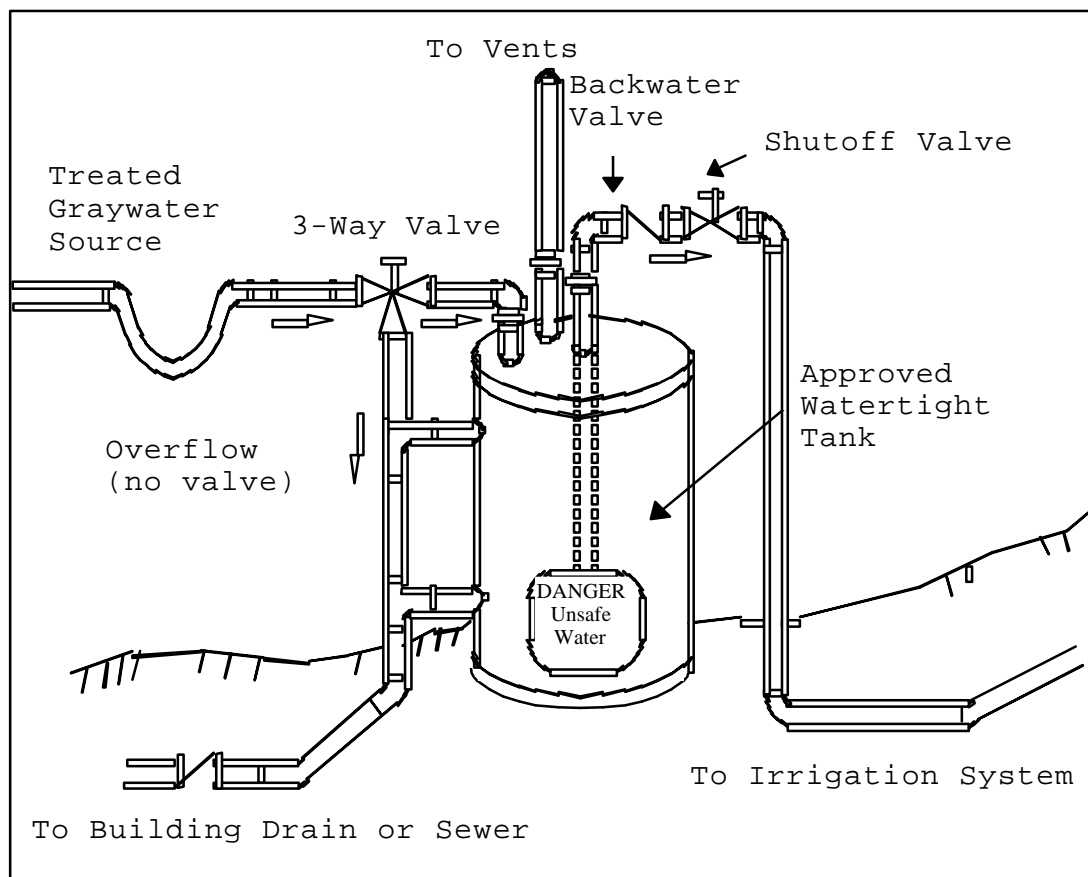 To Vents
Backwater
Valve
Shutoff Valve
Treated
Graywater
Source
3-Way Valve
Approved
Watertight
Tank
Overflow
(no valve)
DANGER
Unsafe
Water
To Irrigation System
To Building Drain or Sewer